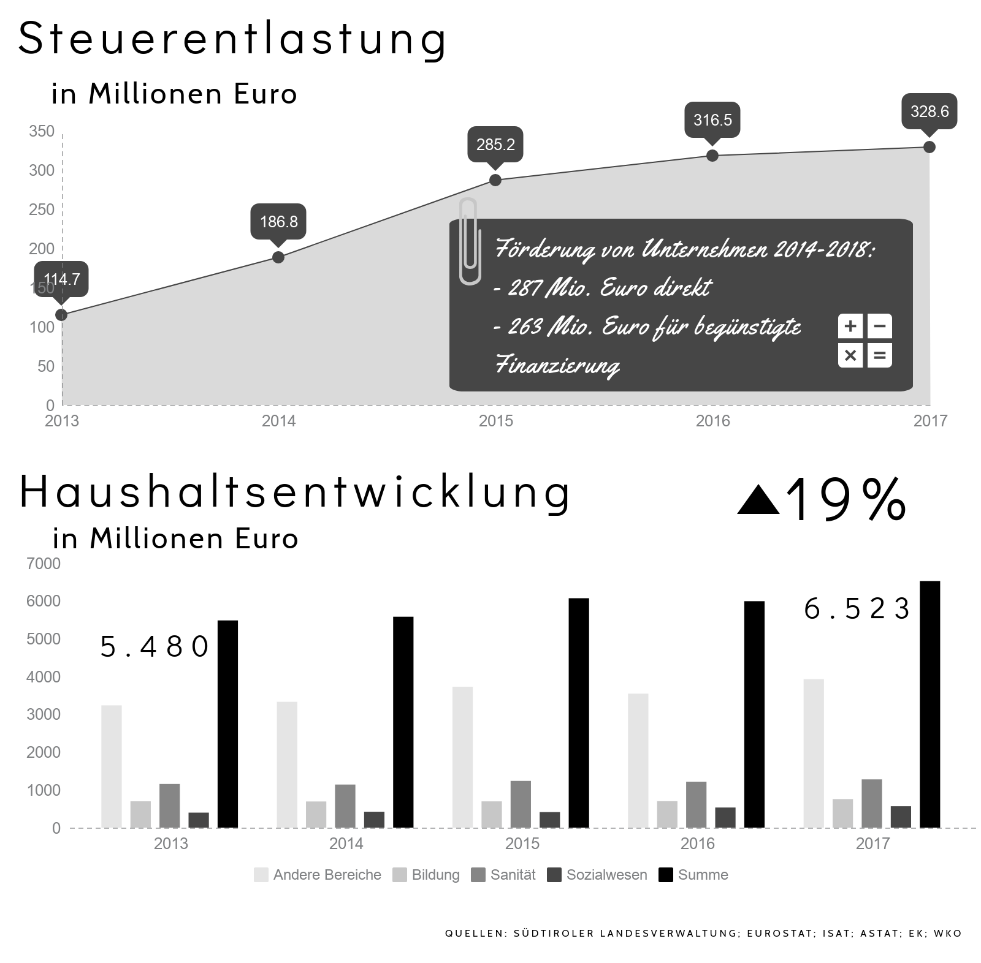 Steuerentlastung
in Millionen Euro
350
300
250
200
150
100
50
0
114.7
186.8
285.2
316.5
328.6
Förderung von Unternehmen 2014-2018:
- 287 Mio. Euro direkt
- 263 Mio. Euro für begünstigte
Finanzierung
+ −
× =
2013 2014 2015 2016 2017
Haushaltsentwicklung
▲19%
in Millionen Euro
7000
6000
5000
4000
3000
2000
1000
0
5.480
6.523
2013 2014 2015 2016 2017
Andere Bereiche Bildung Sanität Sozialwesen Summe
QUELLEN: SÜDTIROLER LANDESVERWALTUNG; EUROSTAT; ISAT; ASTAT; EK; WKO